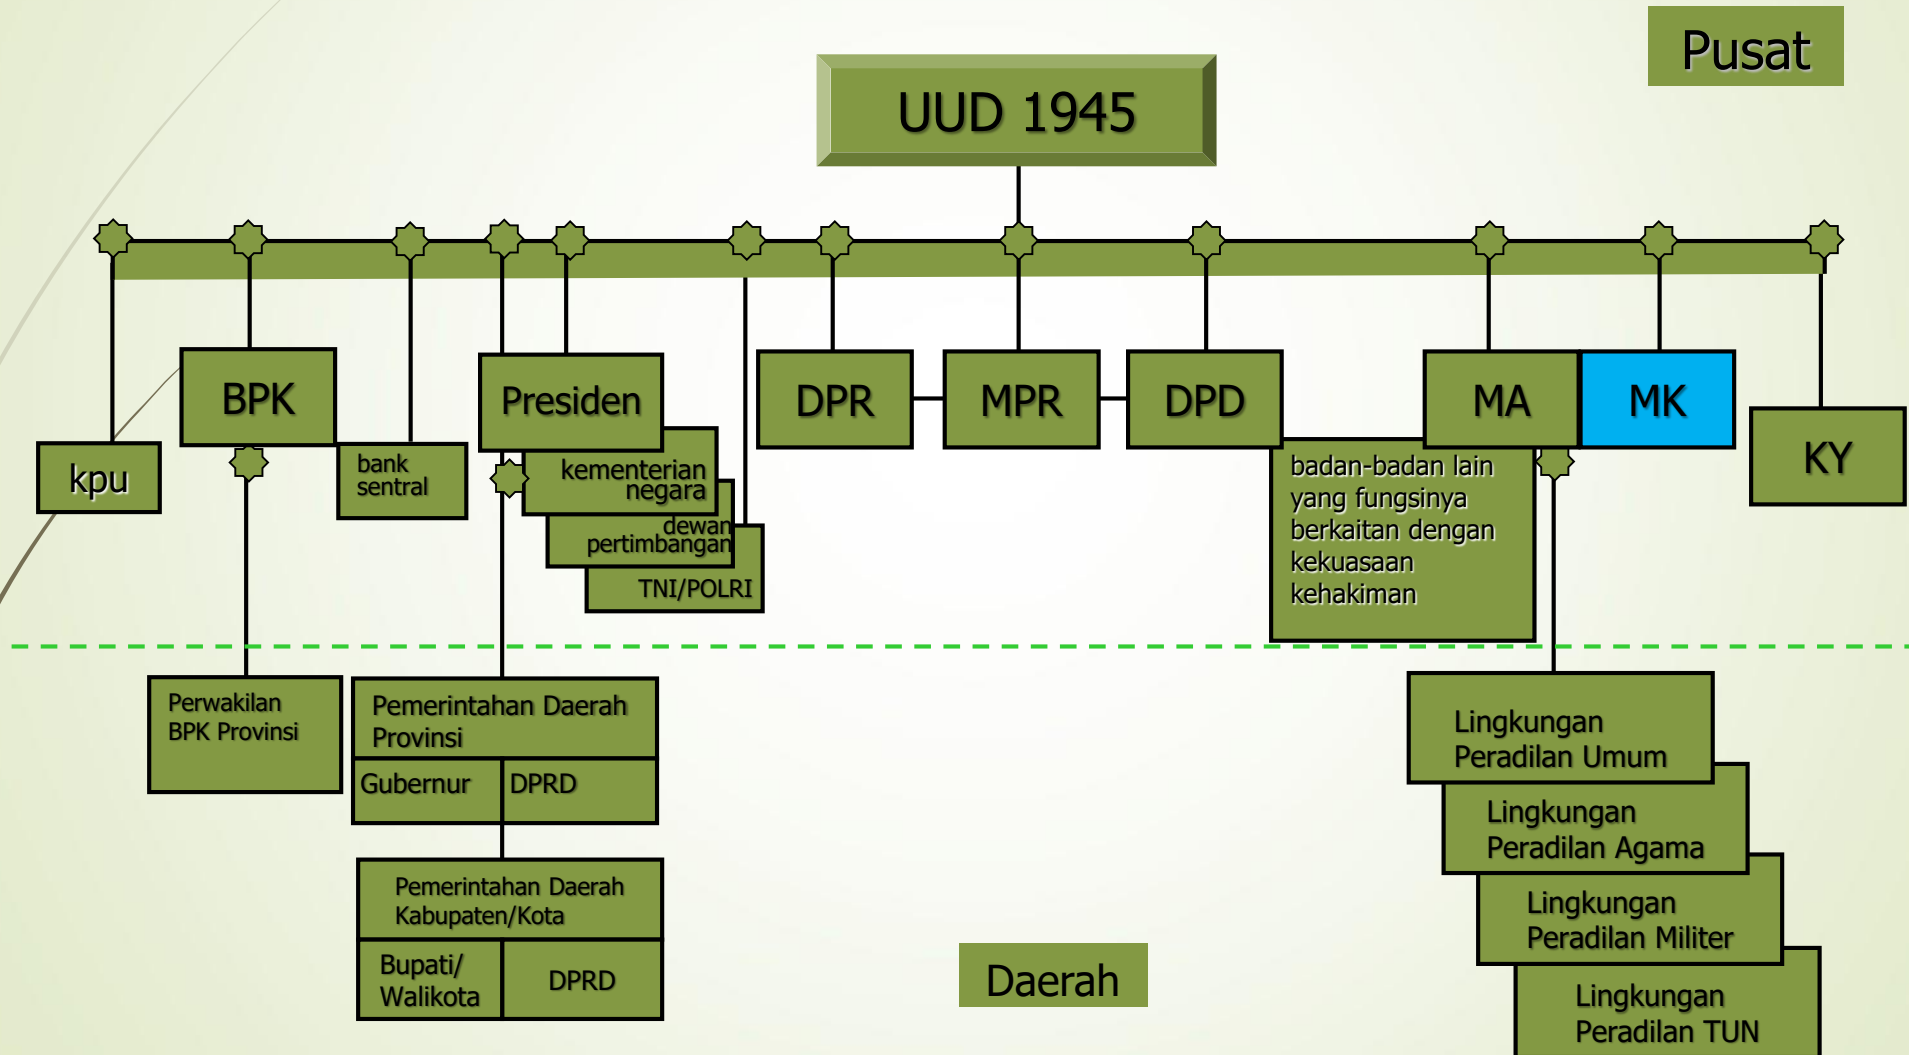 Pusat
UUD 1945
BPK
Presiden
DPR
MPR
DPD
MA
MK
KY
kpu
bank
sentral
kementerian
negara
dewan
pertimbangan
TNI/POLRI
badan-badan lain
yang fungsinya
berkaitan dengan
kekuasaan
kehakiman
Perwakilan
BPK Provinsi
Pemerintahan Daerah
Provinsi
Gubernur
DPRD
Pemerintahan Daerah
Kabupaten/Kota
Bupati/
Walikota
DPRD
Daerah
Lingkungan
Peradilan Umum
Lingkungan
Peradilan Agama
Lingkungan
Peradilan Militer
Lingkungan
Peradilan TUN